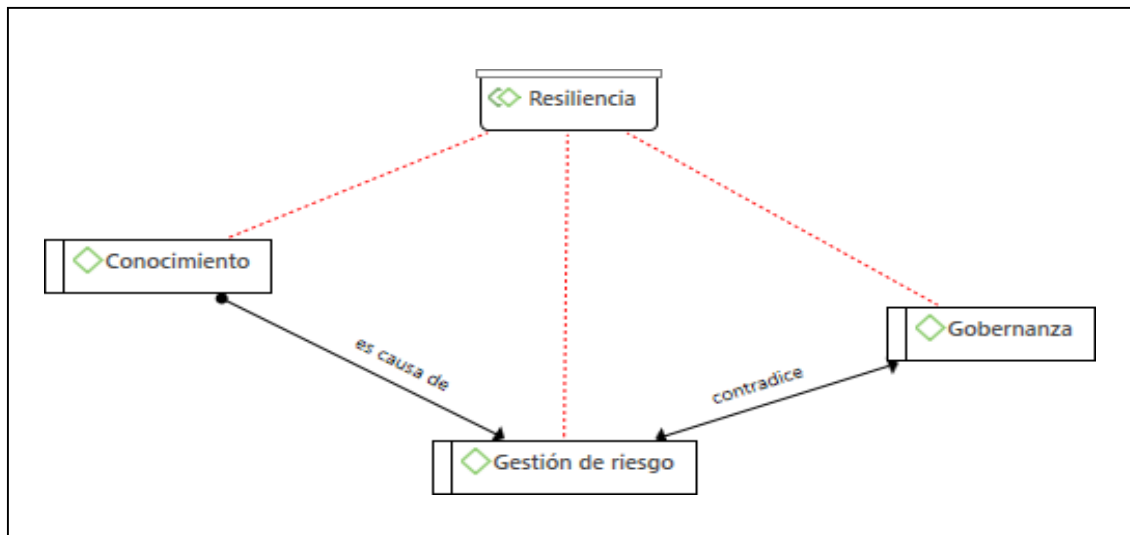 Resiliencia
Conocimiento
Gobernanza
es causa de
contradice
Gestión de riesgo